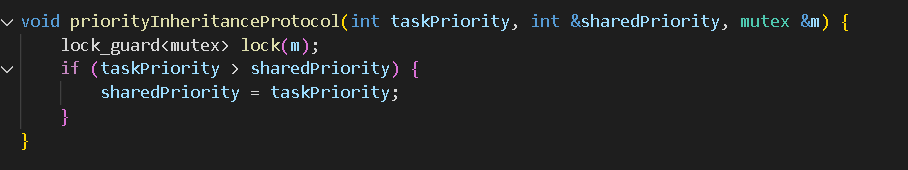 void priorityInheritanceProtocol(int taskPriority, int &sharedPriority, mutex &m) {
    lock_guard<mutex> lock(m);
    if (taskPriority > sharedPriority) {
        sharedPriority = taskPriority;
    }
}